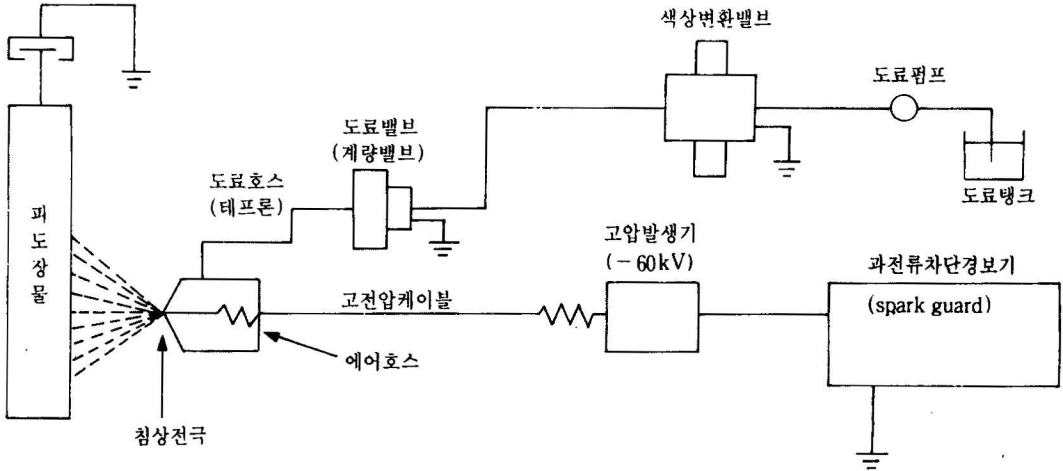 색상변환밸브
도료펌프
도료밸브
(계량밸브)
도료호스
(테프론)
도료탱크
피도장물
고압발생기
(－60kV)
과전류차단경보기
(spark guard)
고전압케이블
에어호스
침상전극